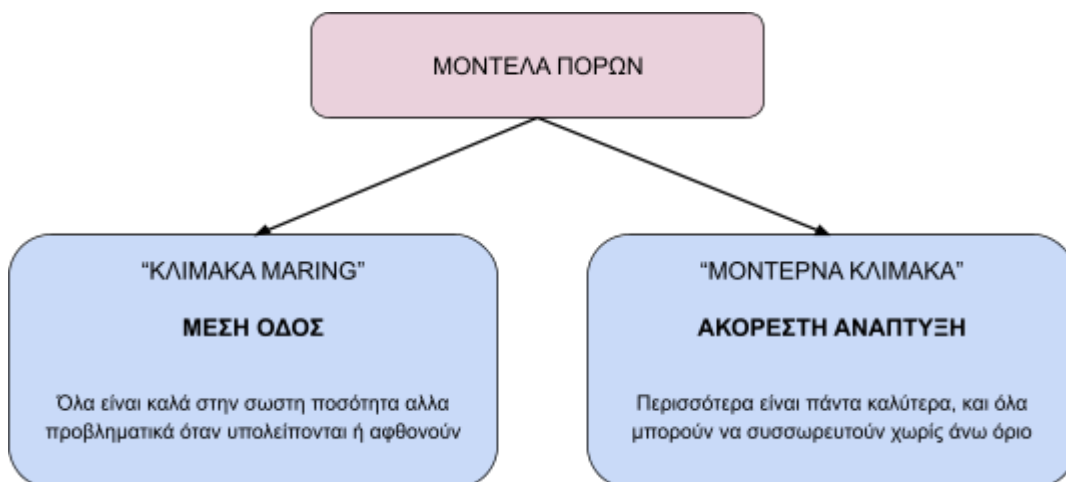 ΜΟΝΤΕΛΑ ΠΟΡΩΝ
“ΚΛΙΜΑΚΑ MARING”
ΜΕΣΗ ΟΔΟΣ
Όλα είναι καλά στην σωστη ποσότητα αλλα
προβληματικά όταν υπολείπονται ή αφθονούν
“ΜΟΝΤΕΡΝΑ ΚΛΙΜΑΚΑ”
ΑΚΟΡΕΣΤΗ ΑΝΑΠΤΥΞΗ
Περισσότερα είναι πάντα καλύτερα, και όλα
μπορούν να συσσωρευτούν χωρίς άνω όριο